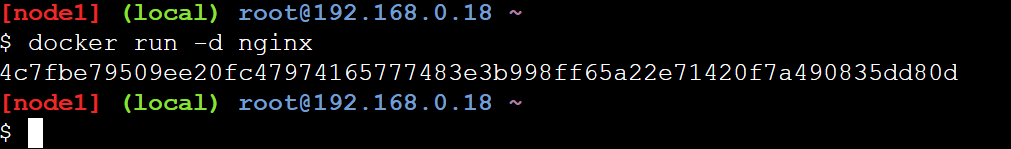 [node1] (local) root@192.168.0.18 ~
$ docker run -d nginx
4c7fbe79509ee20fc47974165777483e3b998ff65a22e71420f7a490835dd80d
[node1] (local) root@192.168.0.18 ~
$